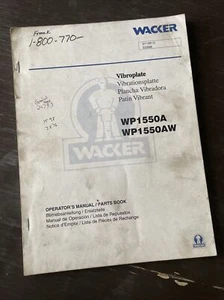 Frank
1-800-770-
WACKER
Vibroplate
Vibrationsplatte
Plancha Vibradora
Patin Vibrant
WP1550A
WP1550AW
WACKER
OPERATOR'S MANUAL / PARTS BOOK
Betriebsanleitung / Ersatzteile
Manual de Operación / Lista de Repuestos
Notice d'Emploi / Liste de Pièces de Rechange
WACKER